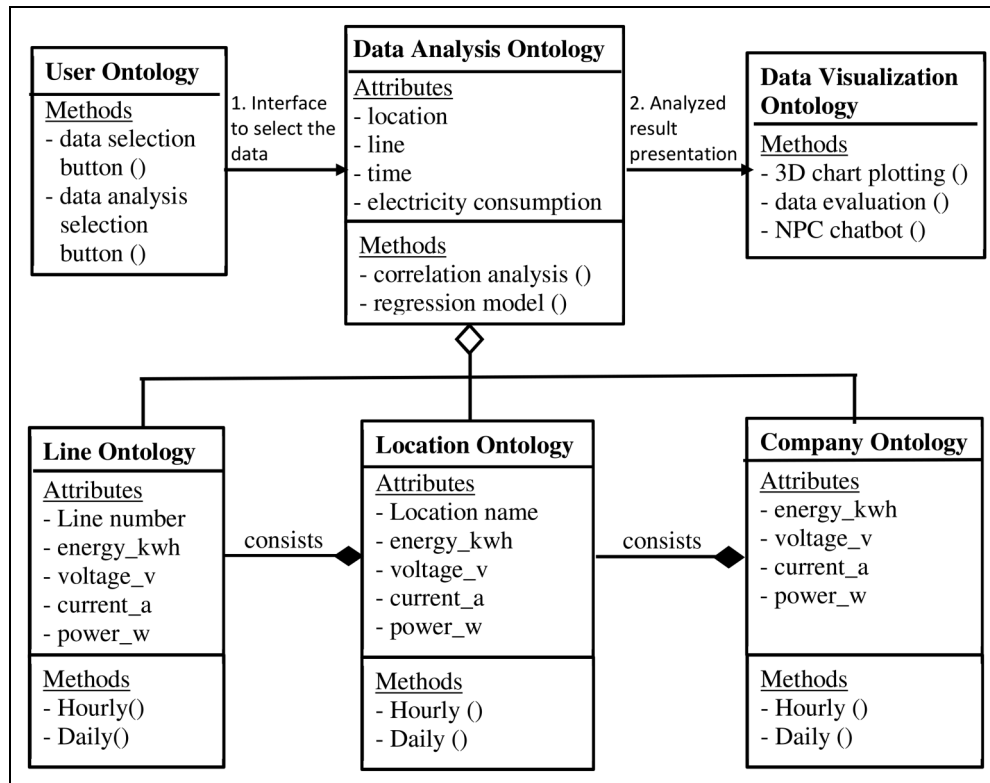 User Ontology
Methods
- data selection
button ()
- data analysis
selection
button ()
1. Interface
to select the
data
Data Analysis Ontology
Attributes
- location
- line
- time
- electricity consumption
Methods
- correlation analysis ()
- regression model ()
2. Analyzed
result
presentation
Data Visualization
Ontology
Methods
- 3D chart plotting ()
- data evaluation ()
- NPC chatbot ()
Line Ontology
Attributes
- Line number
- energy_kwh
- voltage_v
- current_a
- power_w
Methods
- Hourly()
- Daily()
consists
Location Ontology
Attributes
- Location name
- energy_kwh
- voltage_v
- current_a
- power_w
Methods
- Hourly ()
- Daily ()
consists
Company Ontology
Attributes
- energy_kwh
- voltage_v
- current_a
- power_w
Methods
- Hourly ()
- Daily ()